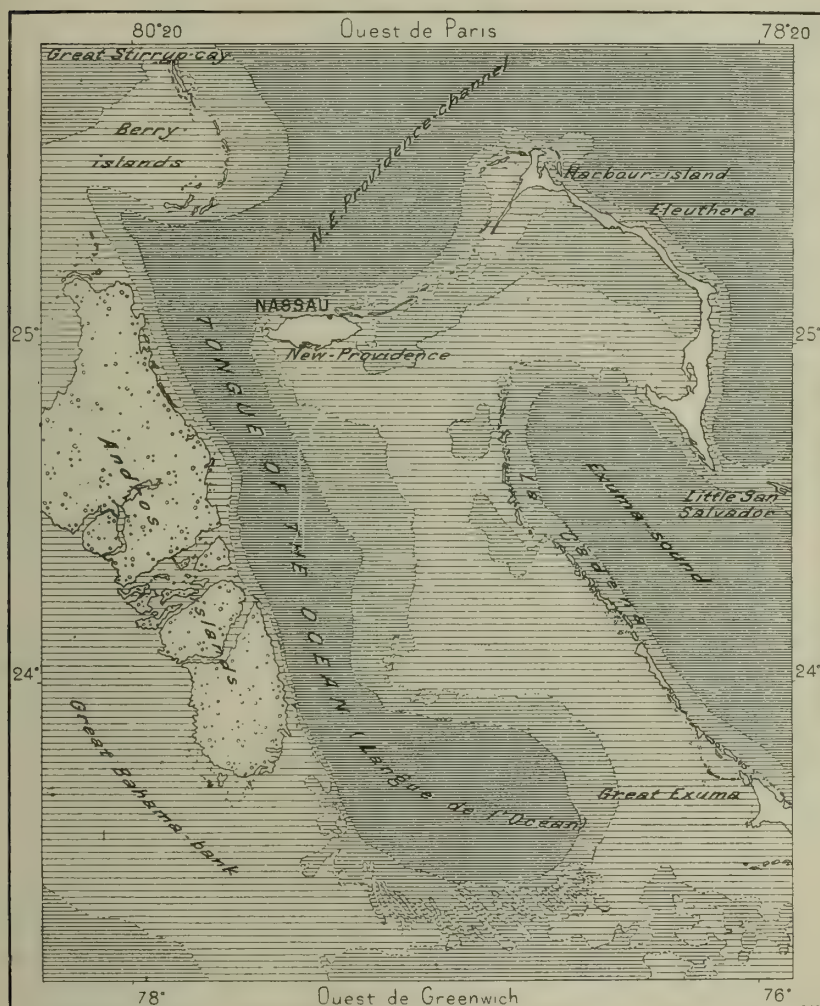 80°20
Ouest de Paris
78°20
Great Stirrup-cay
Berry-
islands
N.E. Providence-channel
Harbour-island
Eleuthera
NASSAU
25°
25°
New-Providence
TONGUE OF THE OCEAN (Langue de l'Océan)
Andros
Islands
La Cadena
Exuma-sound
Little San
Salvador
24°
24°
Great Bahama-bank
Great Exuma
78°
Ouest de Greenwich
76°